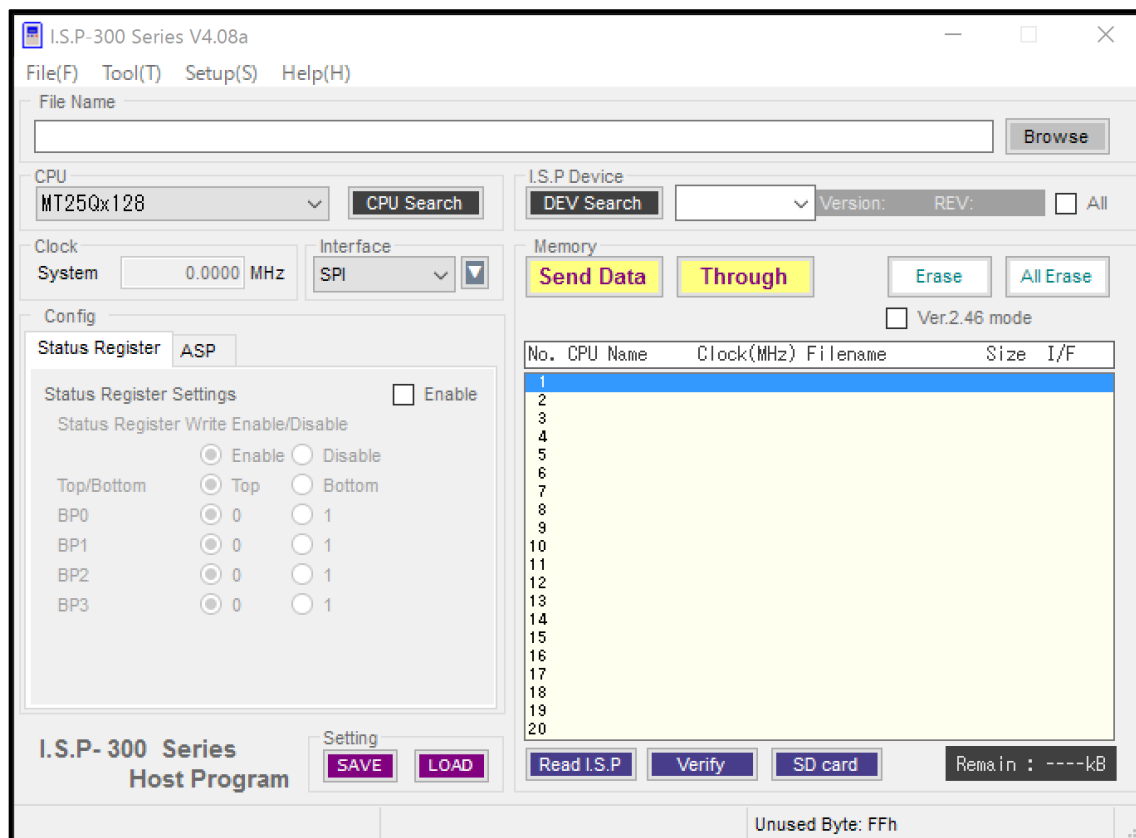 I.S.P-300 Series V4.08a
File(F) Tool(T) Setup(S) Help(H)
File Name
Browse
CPU
MT25Qx128
CPU Search
I.S.P Device
DEV Search
Version: REV:
All
Clock
System 0.0000 MHz
Interface
SPI
Memory
Send Data
Through
Erase
All Erase
Ver.2.46 mode
Config
Status Register
ASP
Status Register Settings
Enable
Status Register Write Enable/Disable
Enable Disable
Top/Bottom Top Bottom
BP0 0 1
BP1 0 1
BP2 0 1
BP3 0 1
No. CPU Name Clock(MHz) Filename Size I/F
1
2
3
4
5
6
7
8
9
10
11
12
13
14
15
16
17
18
19
20
I.S.P- 300 Series
Host Program
Setting
SAVE
LOAD
Read I.S.P
Verify
SD card
Remain : ----kB
Unused Byte: FFh